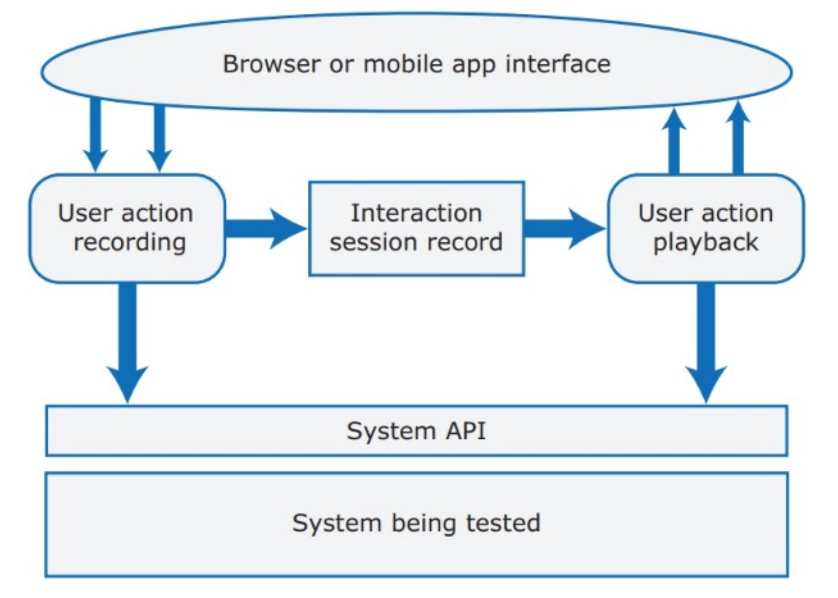 Browser or mobile app interface
User action
recording
Interaction
session record
User action
playback
System API
System being tested